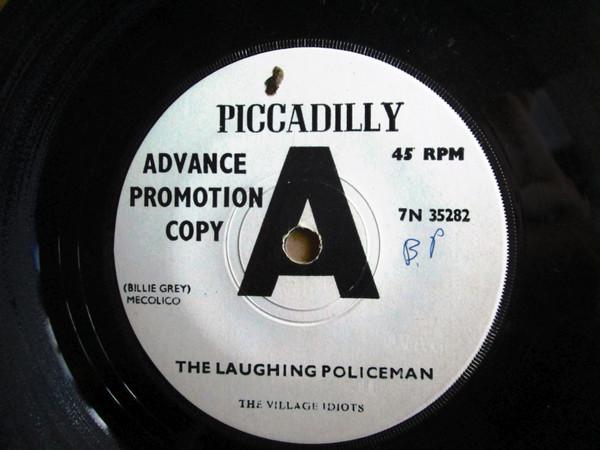 PICCADILLY
ADVANCE
PROMOTION
COPY
A
45 RPM
7N 35282
B.P
(BILLIE GREY)
MECOLICO
THE LAUGHING POLICEMAN
THE VILLAGE IDIOTS